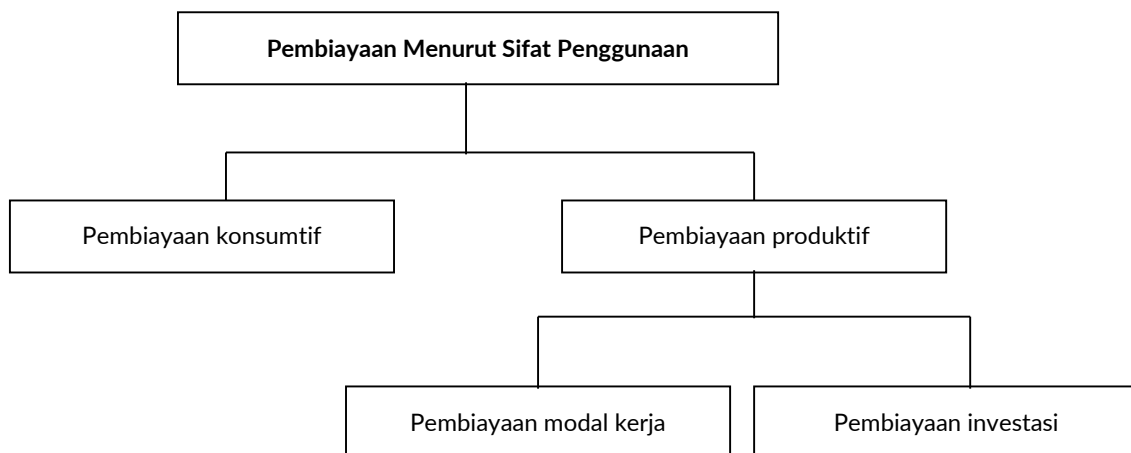 Pembiayaan Menurut Sifat Penggunaan
Pembiayaan konsumtif
Pembiayaan produktif
Pembiayaan modal kerja
Pembiayaan investasi